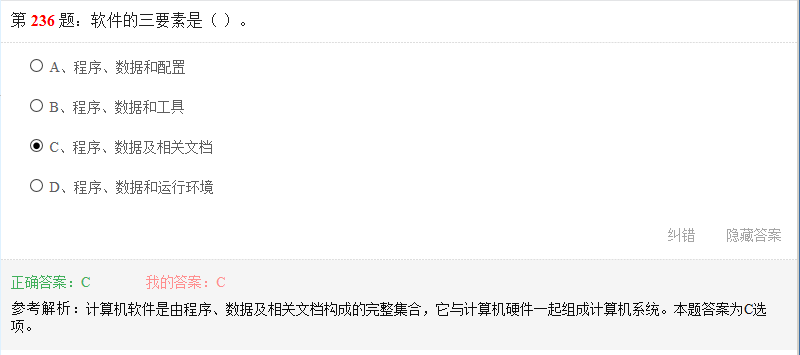 第 236 题：软件的三要素是（ ）。
A、程序、数据和配置
B、程序、数据和工具
C、程序、数据及相关文档
D、程序、数据和运行环境
纠错 隐藏答案
正确答案：C 我的答案：C
参考解析：计算机软件是由程序、数据及相关文档构成的完整集合，它与计算机硬件一起组成计算机系统。本题答案为C选
项。